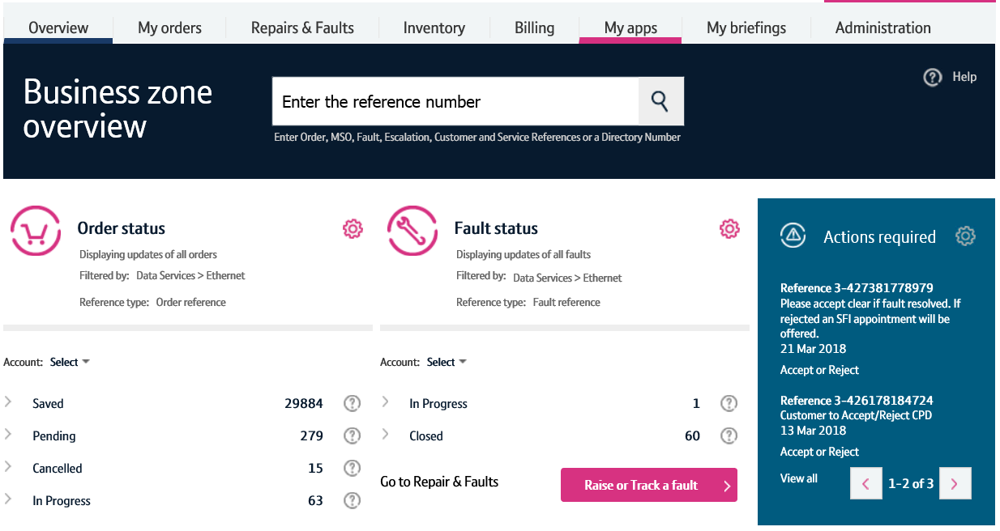 Overview
My orders
Repairs & Faults
Inventory
Billing
My apps
My briefings
Administration
Business zone
overview
Enter the reference number
Enter Order, MSO, Fault, Escalation, Customer and Service References or a Directory Number
Help
Order status
Displaying updates of all orders
Filtered by: Data Services > Ethernet
Reference type: Order reference
Account: Select
Saved 29884
Pending 279
Cancelled 15
In Progress 63
Fault status
Displaying updates of all faults
Filtered by: Data Services > Ethernet
Reference type: Fault reference
Account: Select
In Progress 1
Closed 60
Go to Repair & Faults
Raise or Track a fault
Actions required
Reference 3-427381778979
Please accept clear if fault resolved. If
rejected an SFI appointment will be
offered.
21 Mar 2018
Accept or Reject
Reference 3-426178184724
Customer to Accept/Reject CPD
13 Mar 2018
Accept or Reject
View all
1-2 of 3